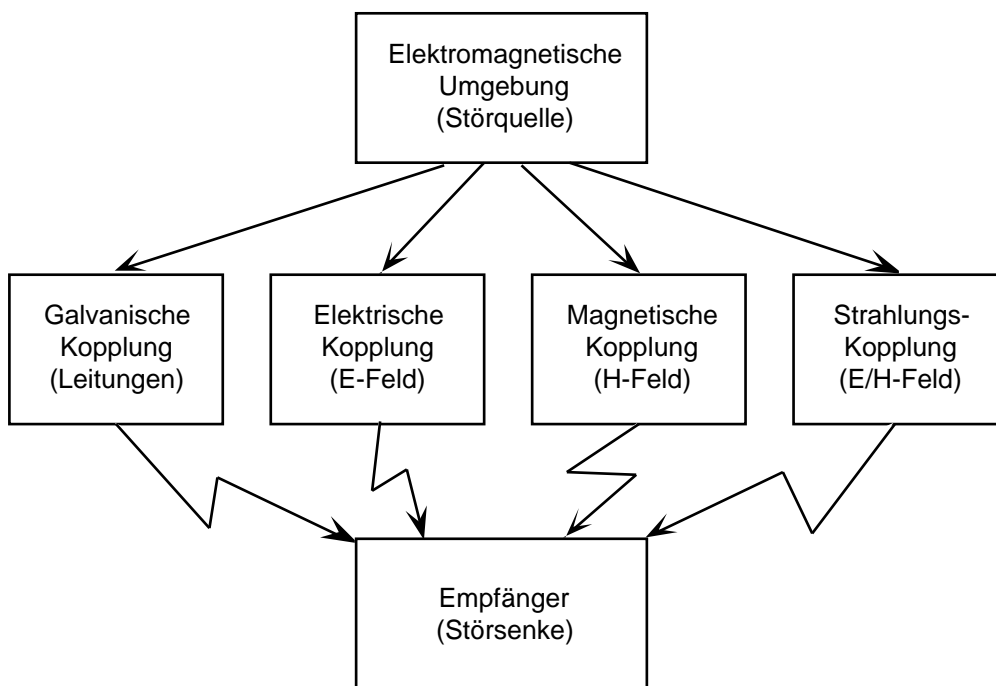 Elektromagnetische
Umgebung
(Störquelle)
Galvanische
Kopplung
(Leitungen)
Elektrische
Kopplung
(E-Feld)
Magnetische
Kopplung
(H-Feld)
Strahlungs-
Kopplung
(E/H-Feld)
Empfänger
(Störsenke)